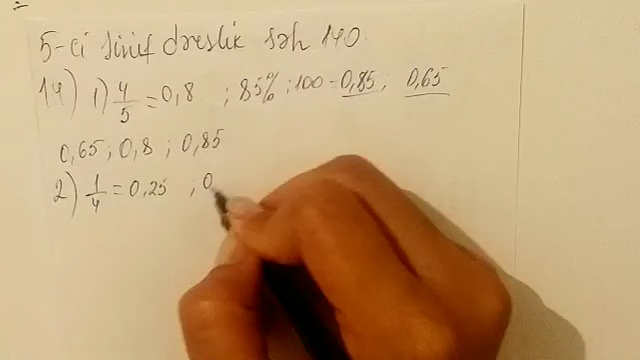 5-ci sinif dərslik səh 140.
14) 1) 4/5 = 0,8 ; 85% : 100 = 0,85 ; 0,65
0,65 ; 0,8 ; 0,85
2) 1/4 = 0,25 , 0